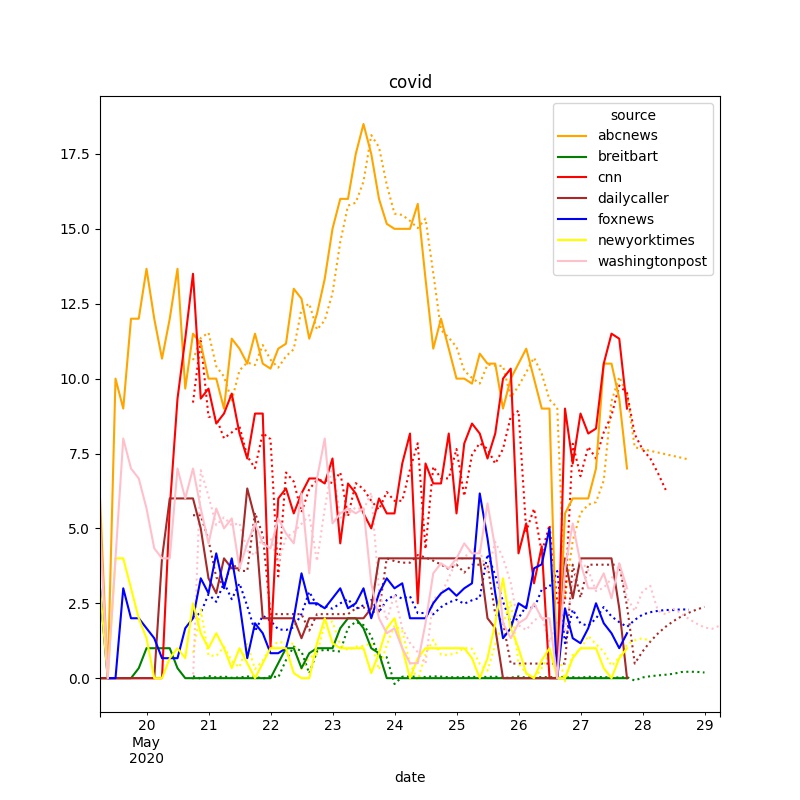 covid
source
abcnews
breitbart
cnn
dailycaller
foxnews
newyorktimes
washingtonpost
17.5
15.0
12.5
10.0
7.5
5.0
2.5
0.0
20 21 22 23 24 25 26 27 28 29
May
2020
date